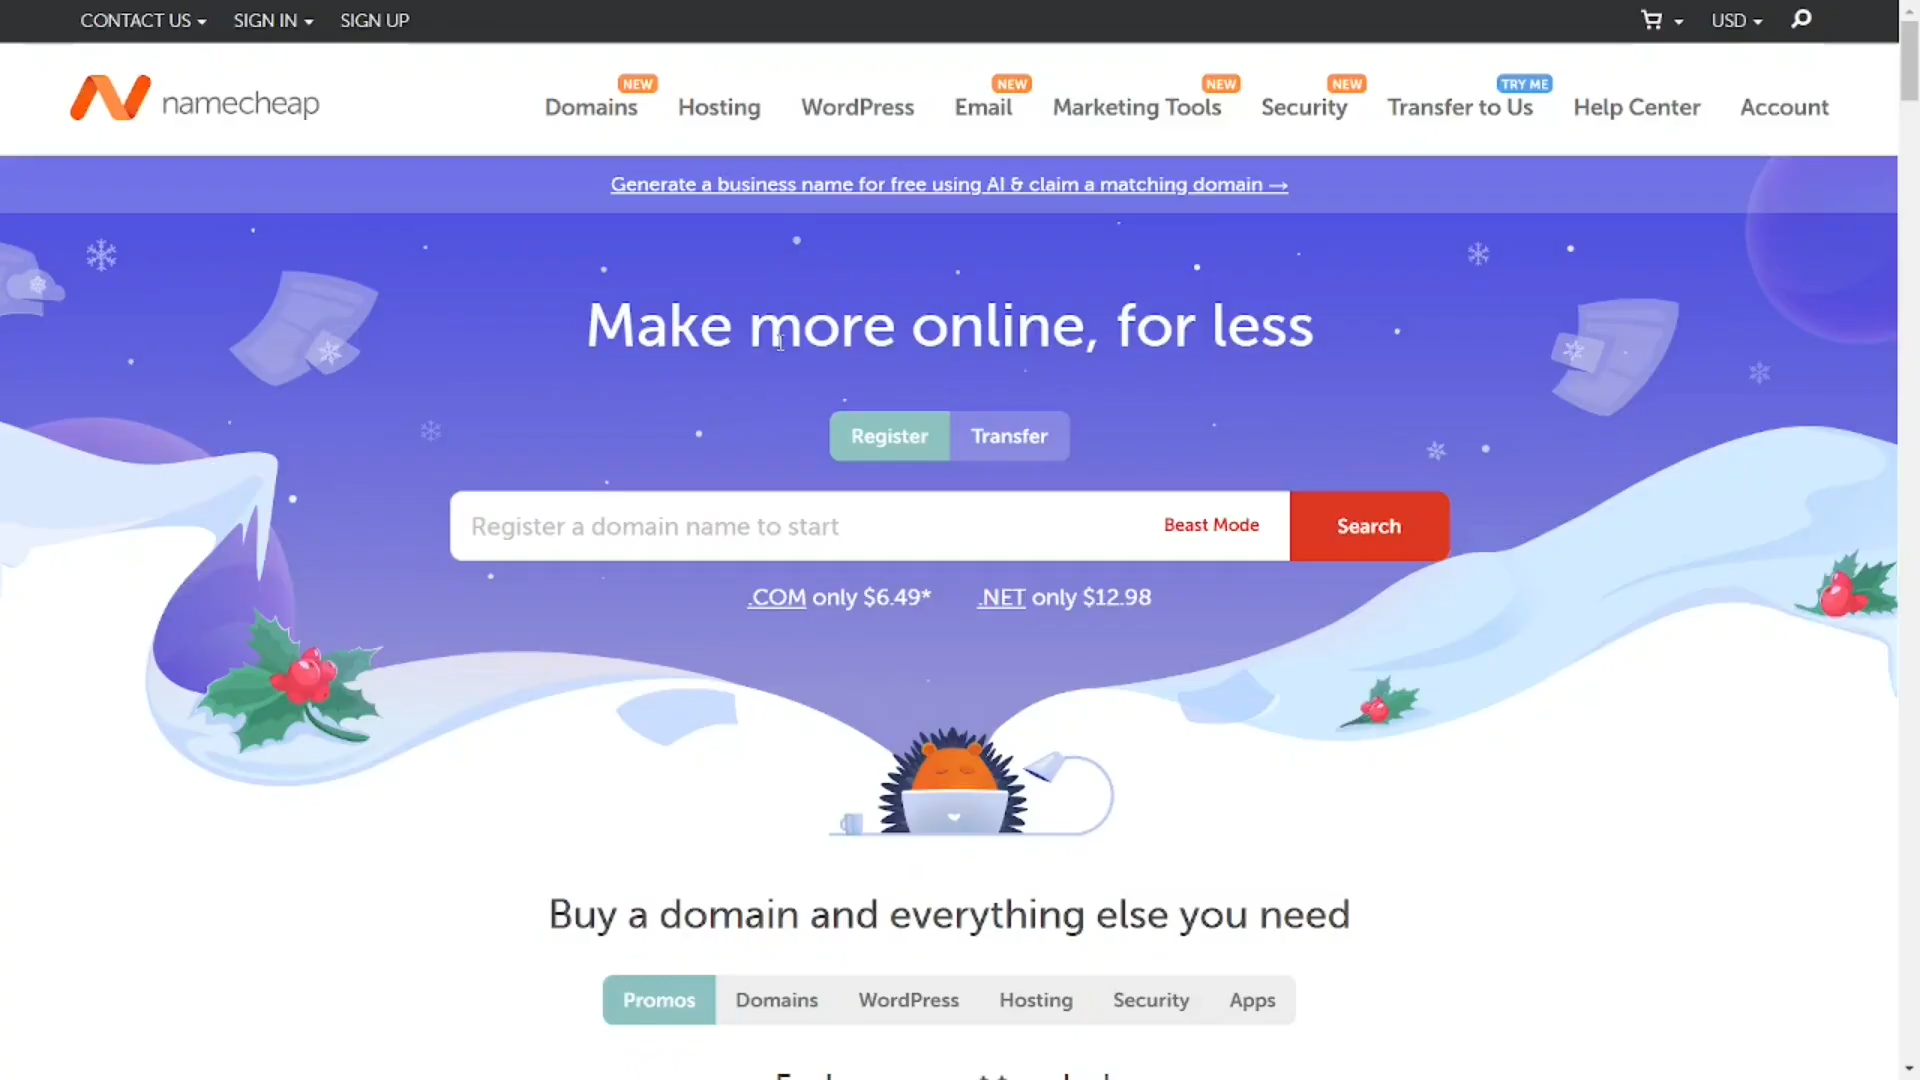 CONTACT US SIGN IN SIGN UP USD
namecheap
NEW NEW NEW NEW TRY ME
Domains Hosting WordPress Email Marketing Tools Security Transfer to Us Help Center Account
Generate a business name for free using AI & claim a matching domain →
Make more online, for less
Register Transfer
Register a domain name to start Beast Mode Search
.COM only $6.49* .NET only $12.98
Buy a domain and everything else you need
Promos Domains WordPress Hosting Security Apps